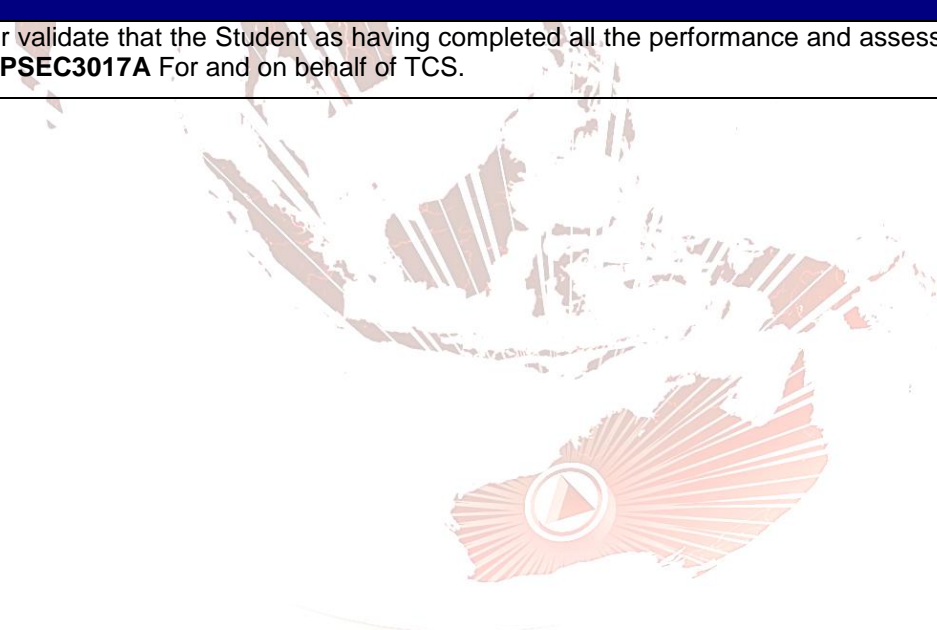 r validate that the Student as having completed all the performance and assess
PSEC3017A For and on behalf of TCS.